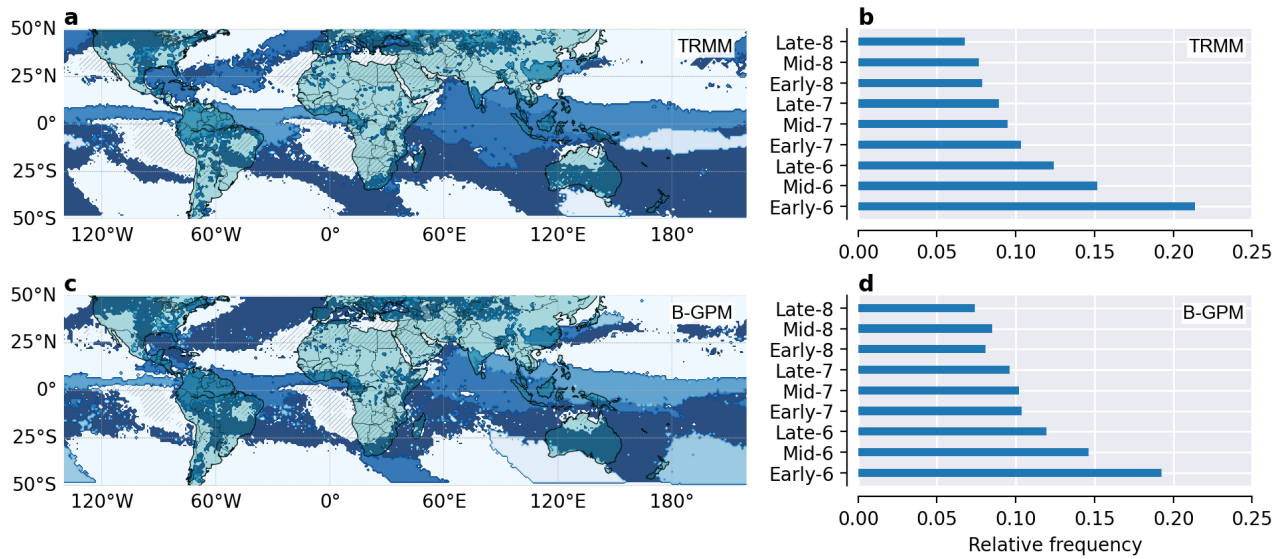 a
50°N
25°N
0°
25°S
50°S
TRMM
120°W 60°W 0° 60°E 120°E 180°
b
Late-8
Mid-8
Early-8
Late-7
Mid-7
Early-7
Late-6
Mid-6
Early-6
TRMM
0.00 0.05 0.10 0.15 0.20 0.25
c
50°N
25°N
0°
25°S
50°S
B-GPM
120°W 60°W 0° 60°E 120°E 180°
d
Late-8
Mid-8
Early-8
Late-7
Mid-7
Early-7
Late-6
Mid-6
Early-6
B-GPM
0.00 0.05 0.10 0.15 0.20 0.25
Relative frequency